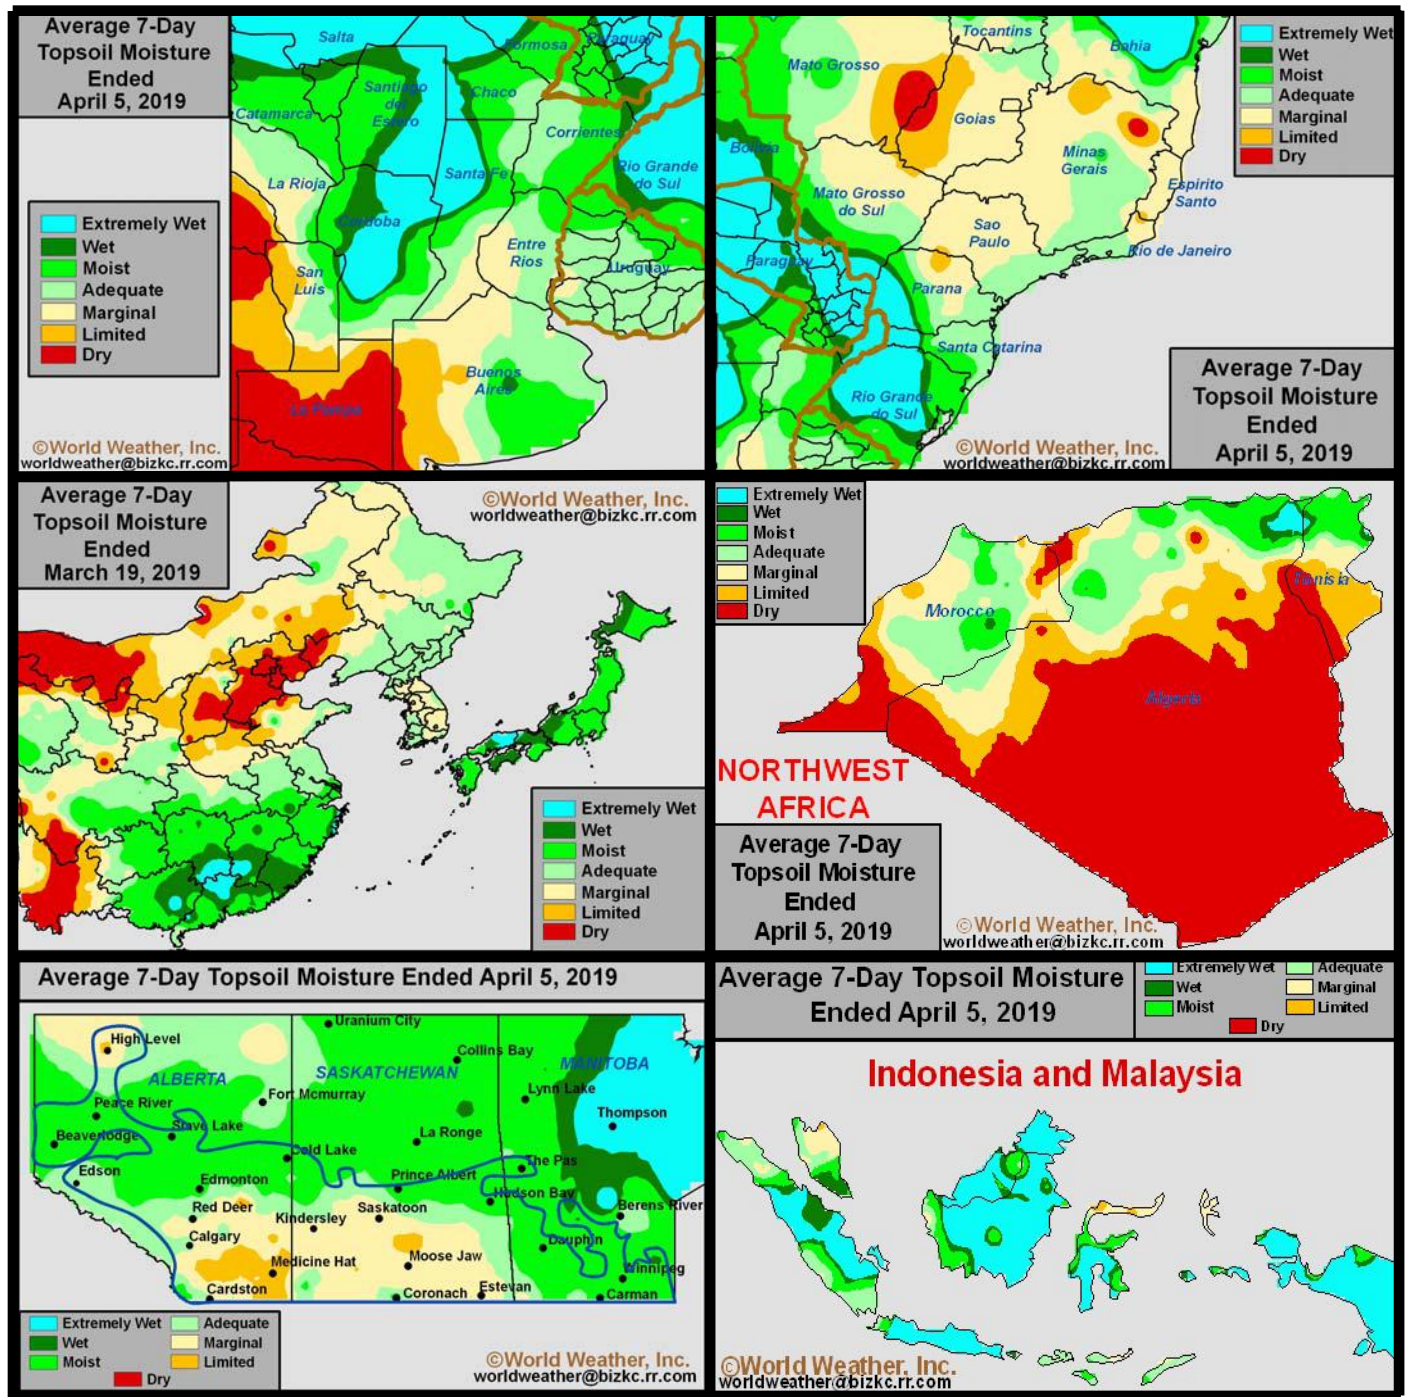 Average 7-Day
Topsoil Moisture
Ended
April 5, 2019
Salta
Formosa
Paraguay
Santiago
del
Estero
Chaco
Catamarca
Corrientes
La Rioja
Santa Fe
Rio Grande
do Sul
Cordoba
Entre
Rios
San
Luis
Uruguay
Buenos
Aires
La Pampa
Extremely Wet
Wet
Moist
Adequate
Marginal
Limited
Dry
©World Weather, Inc.
worldweather@bizkc.rr.com
Tocantins
Bahia
Mato Grosso
Goias
Bolivia
Minas
Gerais
Mato Grosso
do Sul
Espirito
Santo
Sao
Paulo
Rio de Janeiro
Paraguay
Parana
Santa Catarina
Rio Grande
do Sul
Extremely Wet
Wet
Moist
Adequate
Marginal
Limited
Dry
Average 7-Day
Topsoil Moisture
Ended
April 5, 2019
©World Weather, Inc.
worldweather@bizkc.rr.com
Average 7-Day
Topsoil Moisture
Ended
March 19, 2019
©World Weather, Inc.
worldweather@bizkc.rr.com
Extremely Wet
Wet
Moist
Adequate
Marginal
Limited
Dry
Extremely Wet
Wet
Moist
Adequate
Marginal
Limited
Dry
Morocco
Tunisia
Algeria
NORTHWEST
AFRICA
Average 7-Day
Topsoil Moisture
Ended
April 5, 2019
©World Weather, Inc.
worldweather@bizkc.rr.com
Average 7-Day Topsoil Moisture Ended April 5, 2019
Uranium City
High Level
Collins Bay
ALBERTA
SASKATCHEWAN
MANITOBA
Fort Mcmurray
Lynn Lake
Peace River
Thompson
Beaverlodge
Slave Lake
La Ronge
Cold Lake
The Pas
Edson
Edmonton
Prince Albert
Hudson Bay
Red Deer
Saskatoon
Berens River
Kindersley
Calgary
Dauphin
Medicine Hat
Moose Jaw
Winnipeg
Cardston
Coronach
Estevan
Carman
Extremely Wet
Adequate
Wet
Marginal
Moist
Limited
Dry
©World Weather, Inc.
worldweather@bizkc.rr.com
Average 7-Day Topsoil Moisture
Ended April 5, 2019
Extremely Wet
Adequate
Wet
Marginal
Moist
Limited
Dry
Indonesia and Malaysia
©World Weather, Inc.
worldweather@bizkc.rr.com